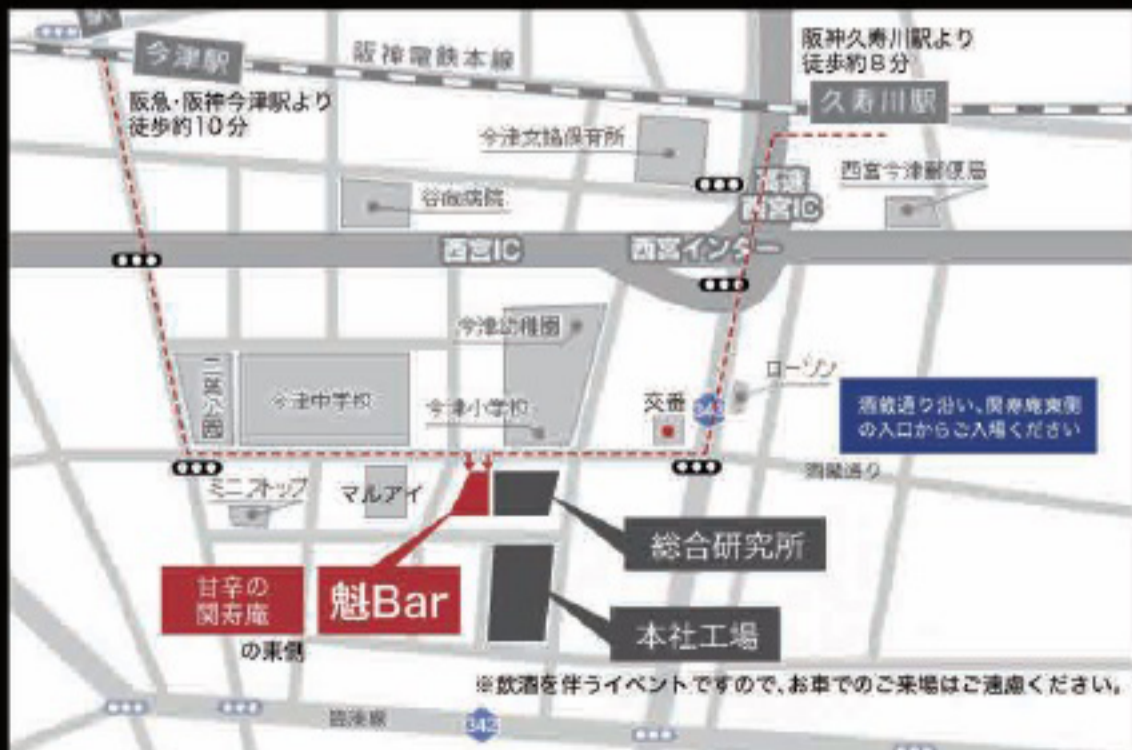 今津駅
阪神電鉄本線
阪神久寿川駅より
徒歩約8分
久寿川駅
阪急・阪神今津駅より
徒歩約10分
今津文協保育所
西宮今津郵便局
谷向病院
西宮IC
西宮インター
西宮IC
今津幼稚園
二葉公園
今津中学校
今津小学校
交番
ローソン
343
酒蔵通り沿い、関寿庵東側
の入口からご入場ください
酒蔵通り
ミニストップ
マルアイ
総合研究所
甘辛の
関寿庵
の東側
魁Bar
本社工場
※飲酒を伴うイベントですので、お車でのご来場はご遠慮ください。
臨港線
342